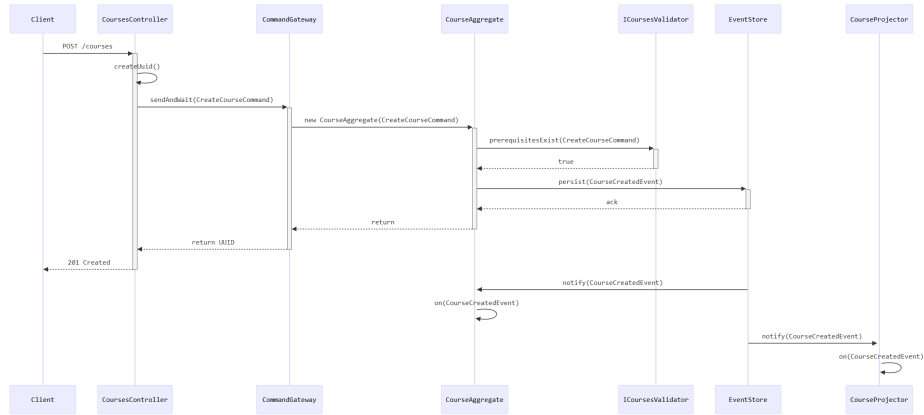 Client
CoursesController
CommandGateway
CourseAggregate
ICoursesValidator
EventStore
CourseProjector
POST /courses
createUuid()
sendAndWait(CreateCourseCommand)
new CourseAggregate(CreateCourseCommand)
prerequisitesExist(CreateCourseCommand)
true
persist(CourseCreatedEvent)
ack
return
return UUID
201 Created
notify(CourseCreatedEvent)
on(CourseCreatedEvent)
notify(CourseCreatedEvent)
on(CourseCreatedEvent)
Client
CoursesController
CommandGateway
CourseAggregate
ICoursesValidator
EventStore
CourseProjector